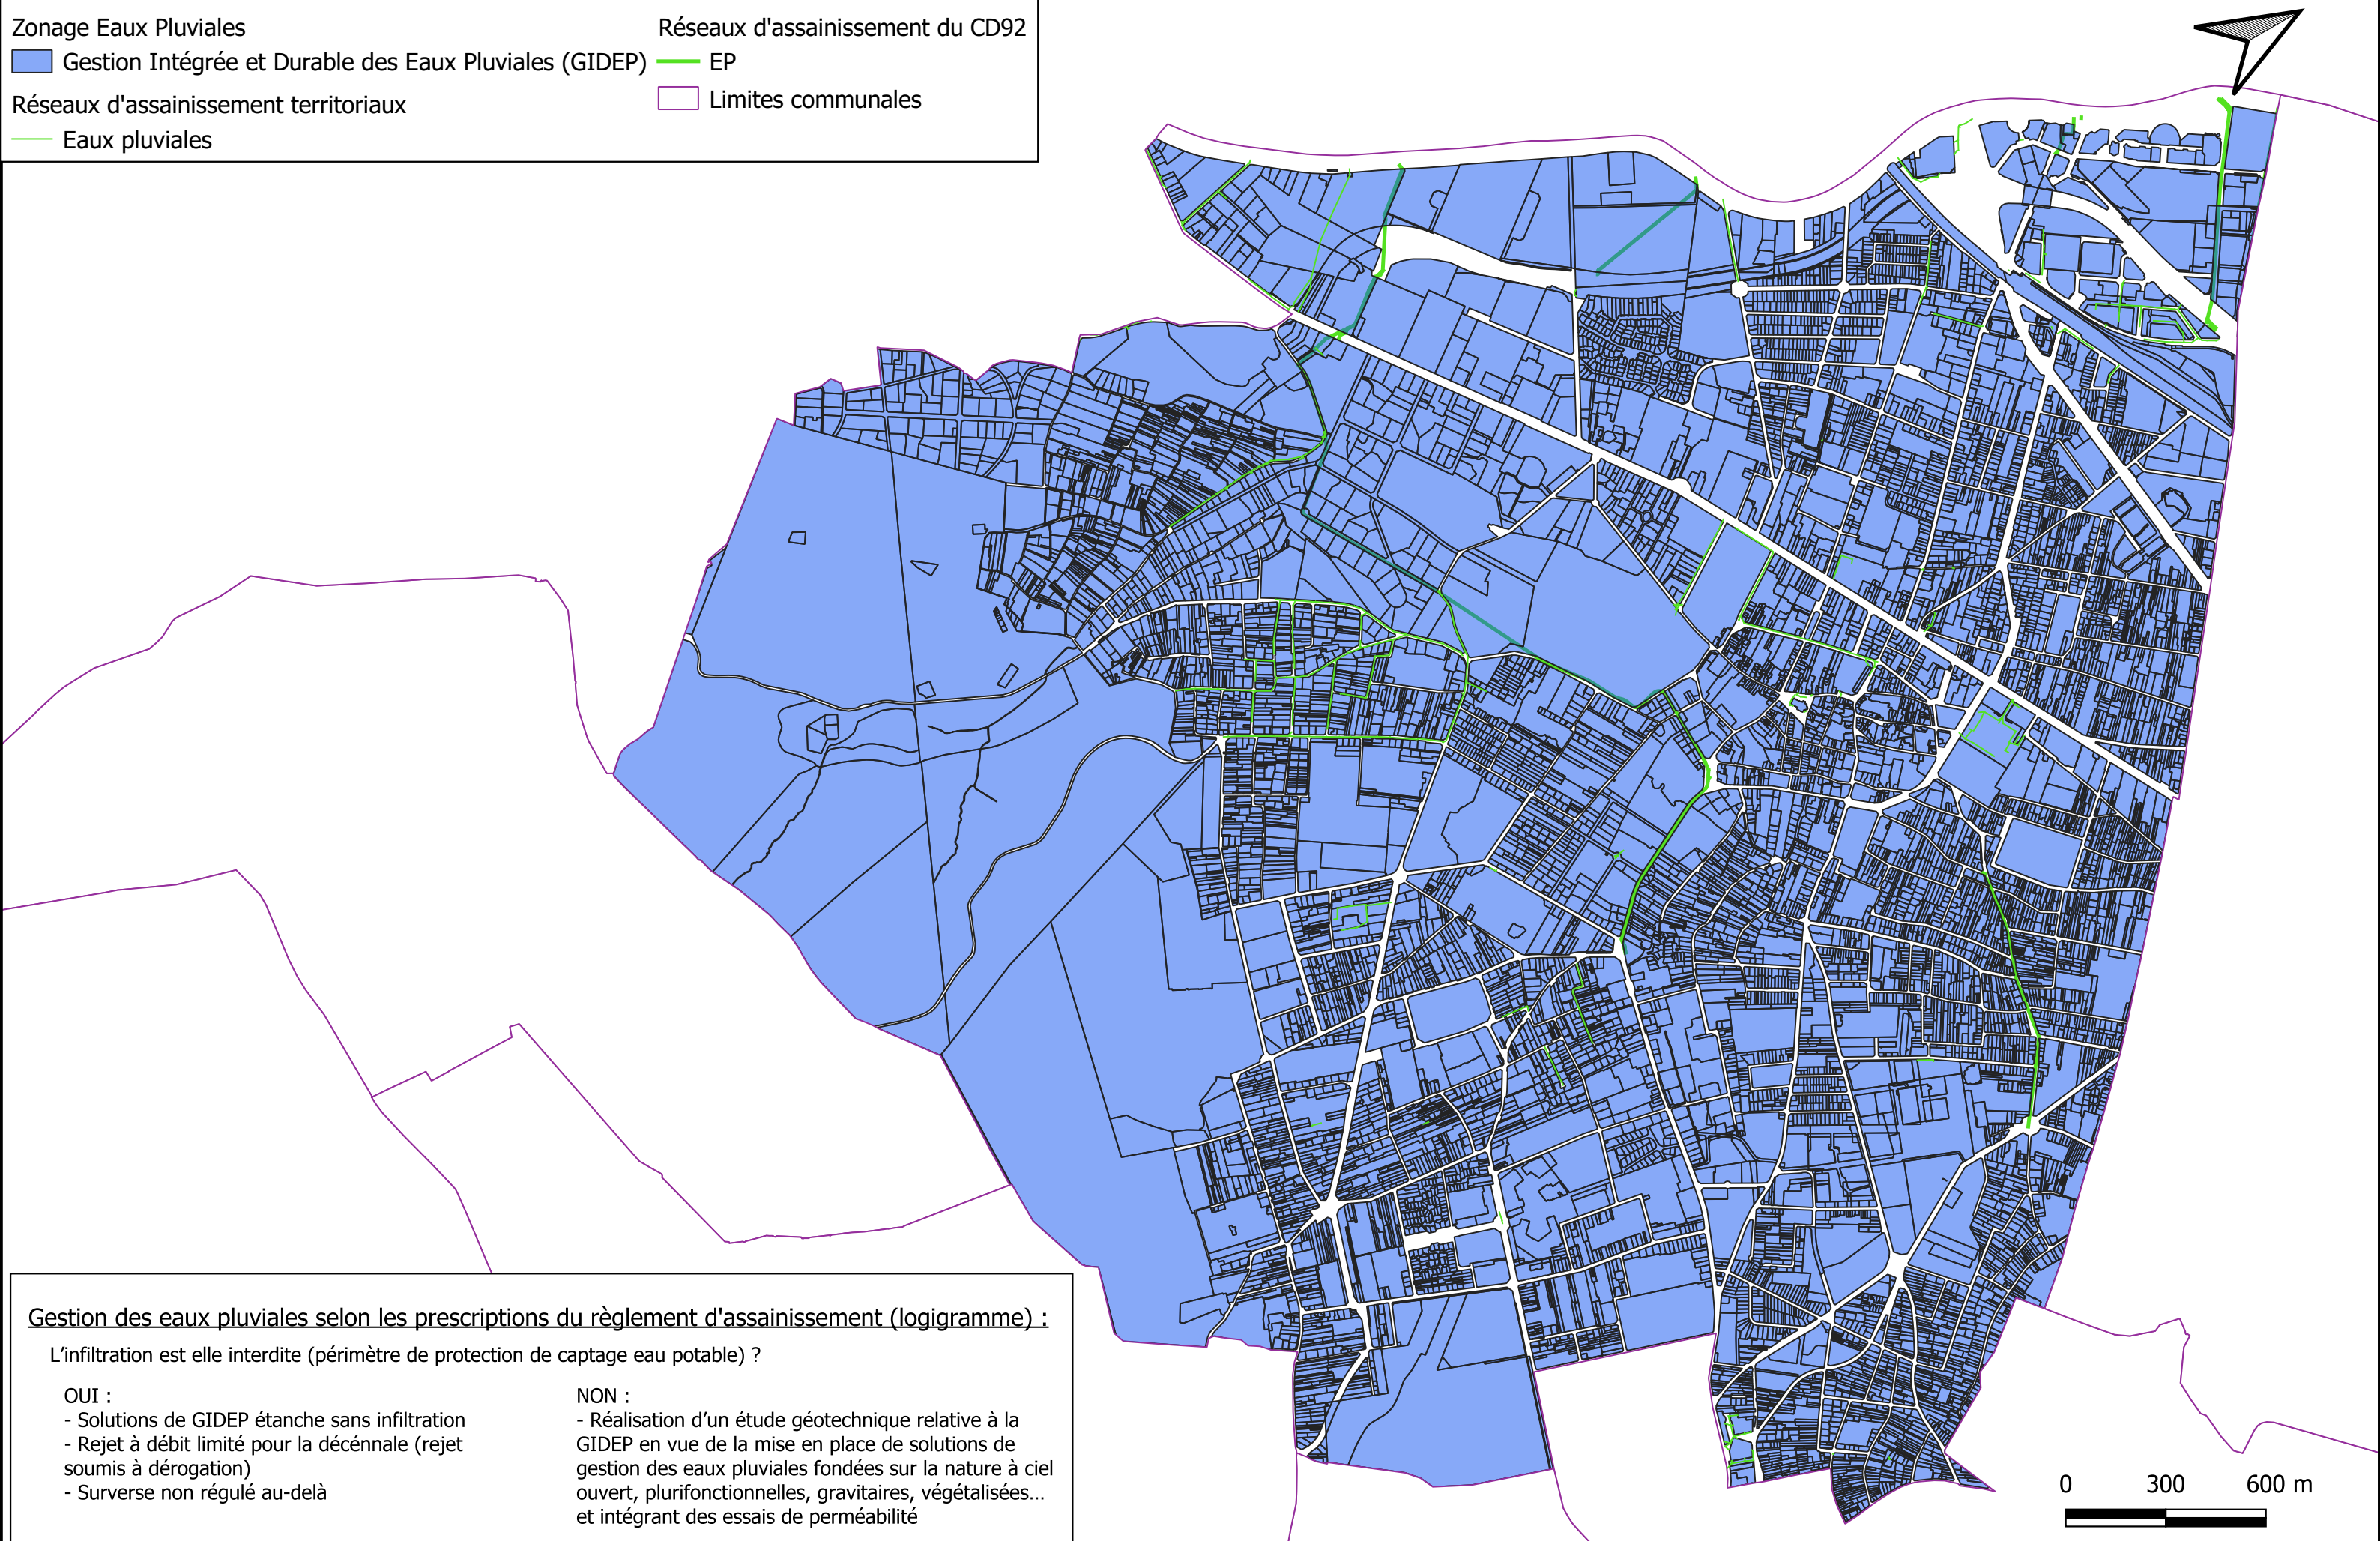 Zonage Eaux Pluviales
Gestion Intégrée et Durable des Eaux Pluviales (GIDEP)
Réseaux d'assainissement territoriaux
Eaux pluviales
Réseaux d'assainissement du CD92
EP
Limites communales
Gestion des eaux pluviales selon les prescriptions du règlement d'assainissement (logigramme) :
L'infiltration est elle interdite (périmètre de protection de captage eau potable) ?
OUI :
- Solutions de GIDEP étanche sans infiltration
- Rejet à débit limité pour la décénnale (rejet
soumis à dérogation)
- Surverse non régulé au-delà
NON :
- Réalisation d'un étude géotechnique relative à la
GIDEP en vue de la mise en place de solutions de
gestion des eaux pluviales fondées sur la nature à ciel
ouvert, plurifonctionnelles, gravitaires, végétalisées...
et intégrant des essais de perméabilité
0 300 600 m